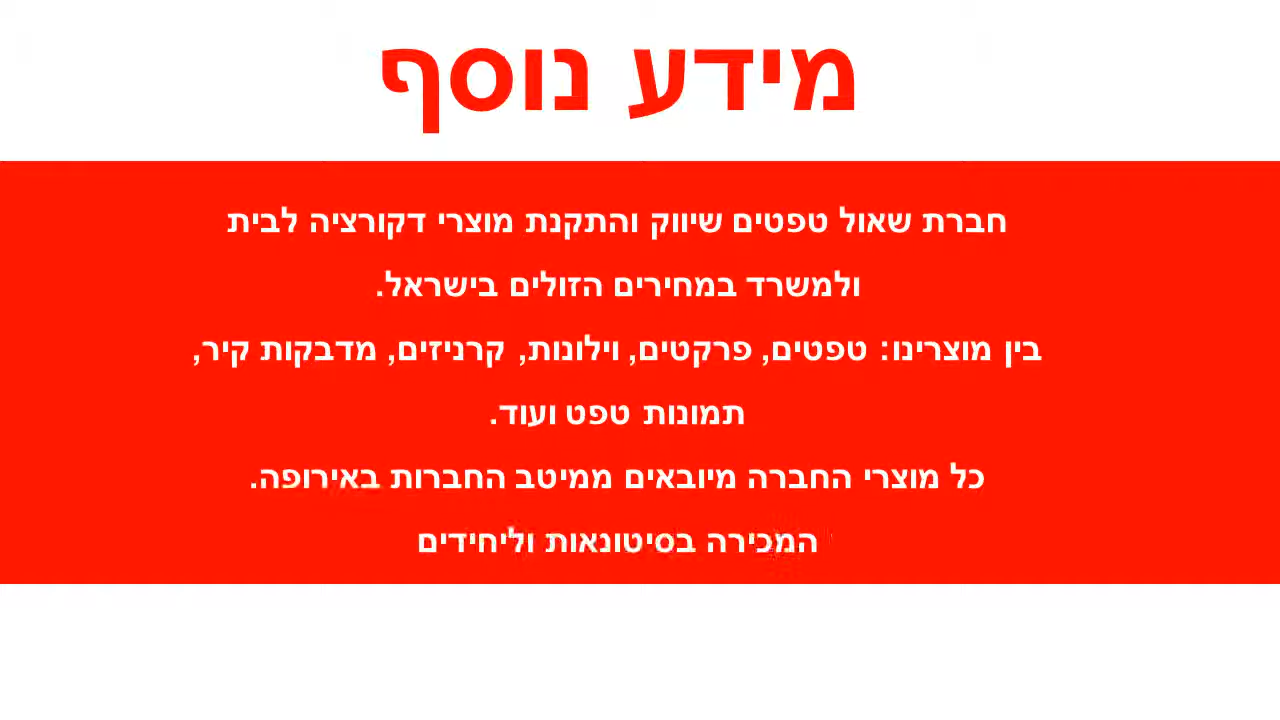 מידע נוסף
חברת שאול טפטים שיווק והתקנת מוצרי דקורציה לבית
ולמשרד במחירים הזולים בישראל.
בין מוצרינו: טפטים, פרקטים, וילונות, קרניזים, מדבקות קיר,
תמונות טפט ועוד.
כל מוצרי החברה מיובאים ממיטב החברות באירופה.
המכירה בסיטונאות וליחידים